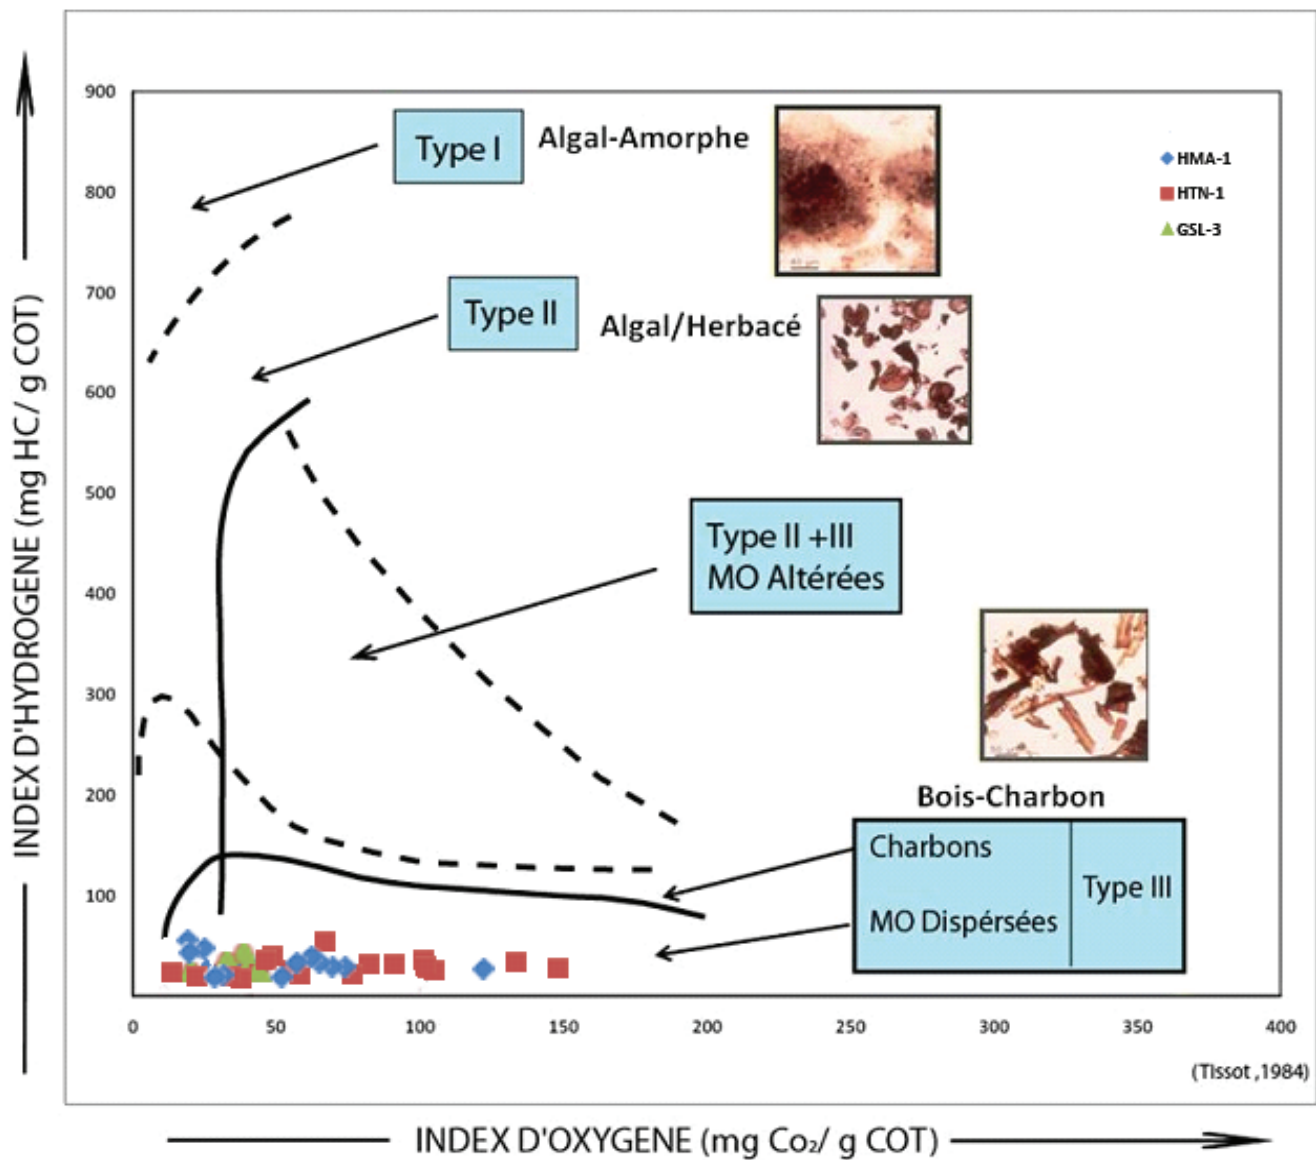 900
800
700
600
500
400
300
200
100
0
50
100
150
200
250
300
350
400
INDEX D'HYDROGENE (mg HC/ g COT)
INDEX D'OXYGENE (mg Co₂/ g COT)
Type I
Algal-Amorphe
HMA-1
HTN-1
GSL-3
Type II
Algal/Herbacé
Type II +III
MO Altérées
Bois-Charbon
Charbons
Type III
MO Dispérsées
(Tissot ,1984)